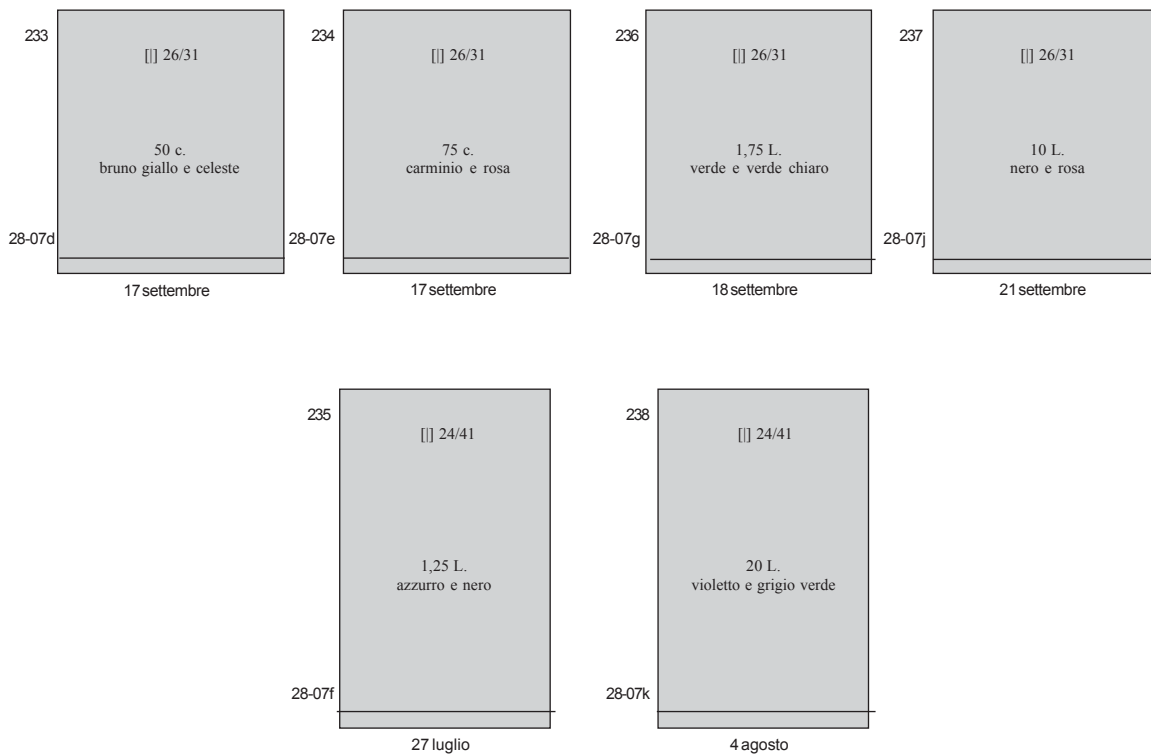 233
[|] 26/31
50 c.
bruno giallo e celeste
28-07d
17 settembre
234
[|] 26/31
75 c.
carminio e rosa
28-07e
17 settembre
236
[|] 26/31
1,75 L.
verde e verde chiaro
28-07g
18 settembre
237
[|] 26/31
10 L.
nero e rosa
28-07j
21 settembre
235
[|] 24/41
1,25 L.
azzurro e nero
28-07f
27 luglio
238
[|] 24/41
20 L.
violetto e grigio verde
28-07k
4 agosto